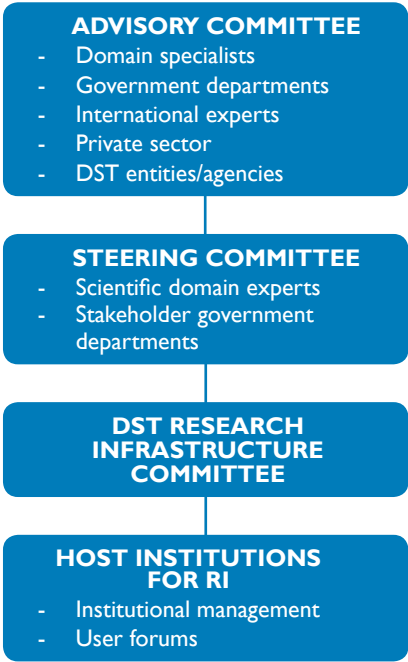 ADVISORY COMMITTEE
- Domain specialists
- Government departments
- International experts
- Private sector
- DST entities/agencies
STEERING COMMITTEE
- Scientific domain experts
- Stakeholder government
departments
DST RESEARCH
INFRASTRUCTURE
COMMITTEE
HOST INSTITUTIONS
FOR RI
- Institutional management
- User forums